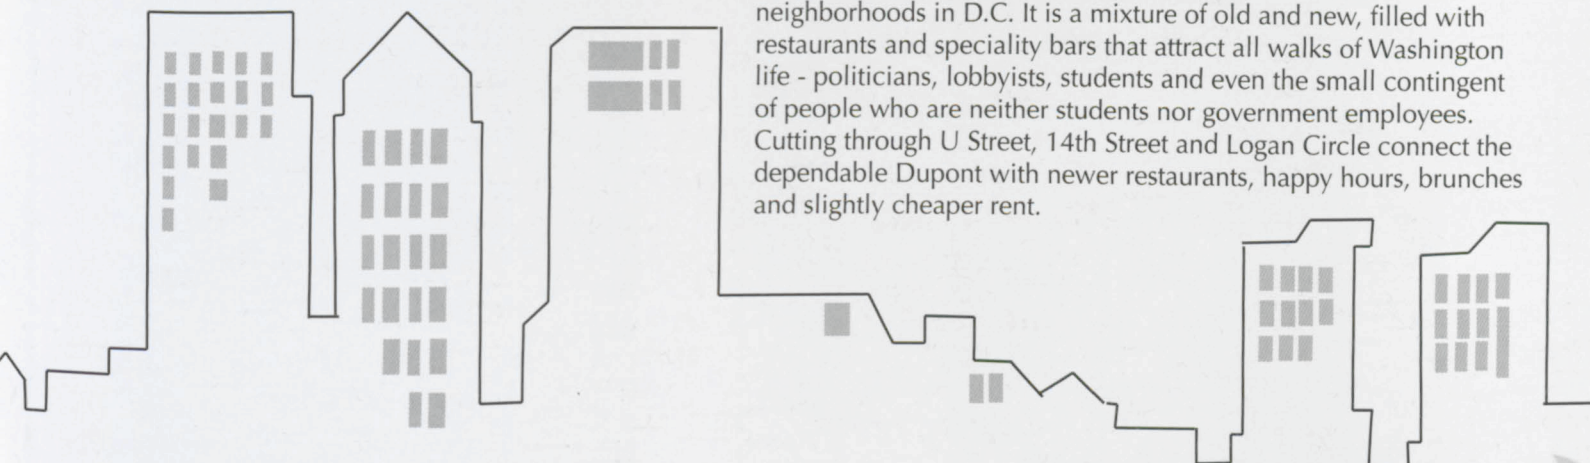 neighborhoods in D.C. It is a mixture of old and new, filled with
restaurants and speciality bars that attract all walks of Washington
life - politicians, lobbyists, students and even the small contingent
of people who are neither students nor government employees.
Cutting through U Street, 14th Street and Logan Circle connect the
dependable Dupont with newer restaurants, happy hours, brunches
and slightly cheaper rent.